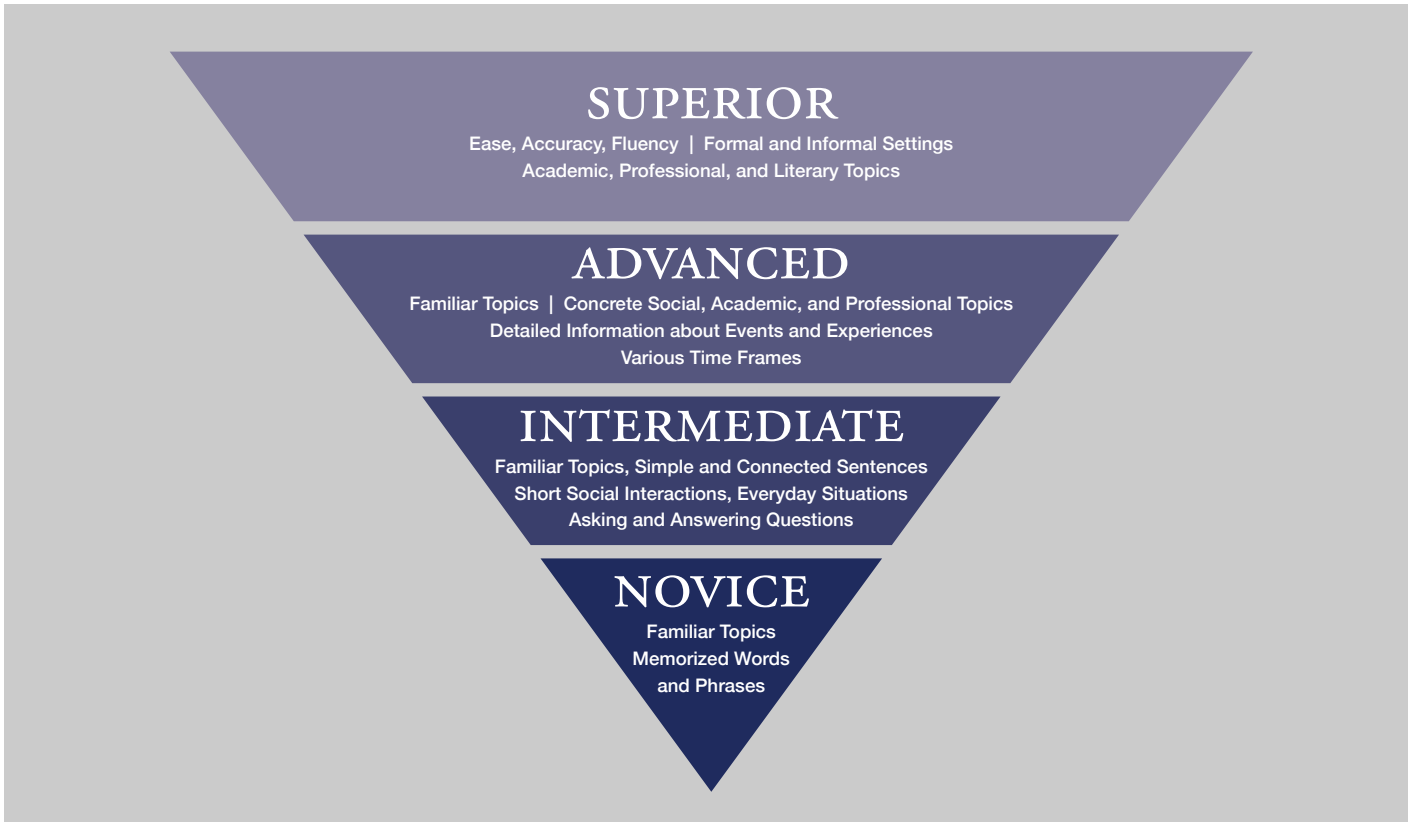 SUPERIOR
Ease, Accuracy, Fluency | Formal and Informal Settings
Academic, Professional, and Literary Topics
ADVANCED
Familiar Topics | Concrete Social, Academic, and Professional Topics
Detailed Information about Events and Experiences
Various Time Frames
INTERMEDIATE
Familiar Topics, Simple and Connected Sentences
Short Social Interactions, Everyday Situations
Asking and Answering Questions
NOVICE
Familiar Topics
Memorized Words
and Phrases